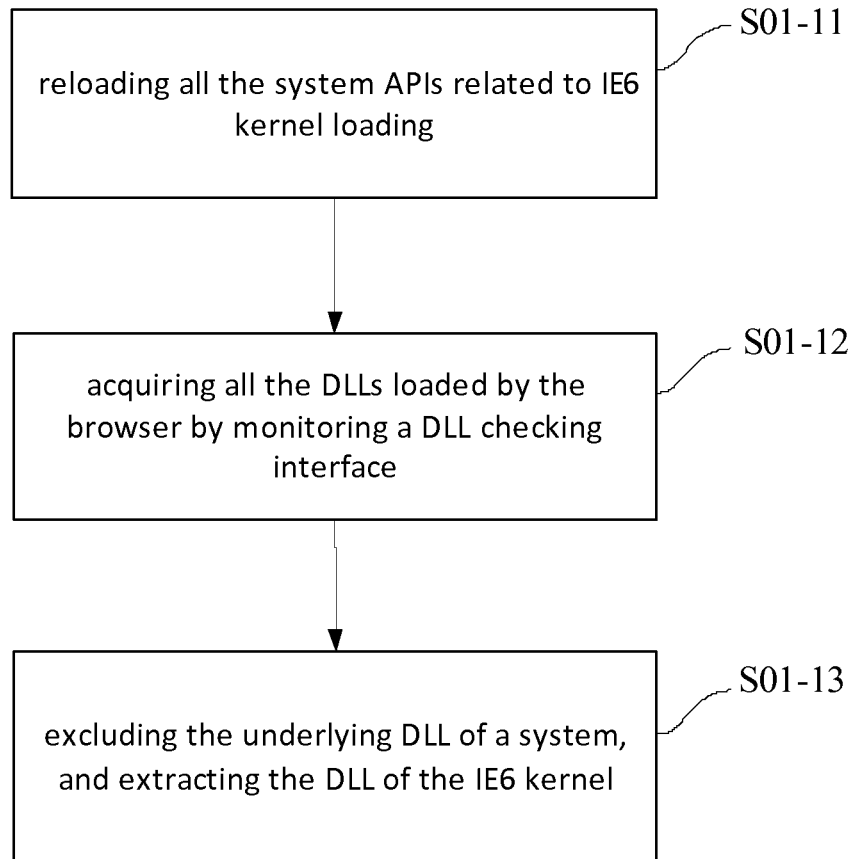 S01-11
reloading all the system APIs related to IE6
kernel loading
S01-12
acquiring all the DLLs loaded by the
browser by monitoring a DLL checking
interface
S01-13
excluding the underlying DLL of a system,
and extracting the DLL of the IE6 kernel